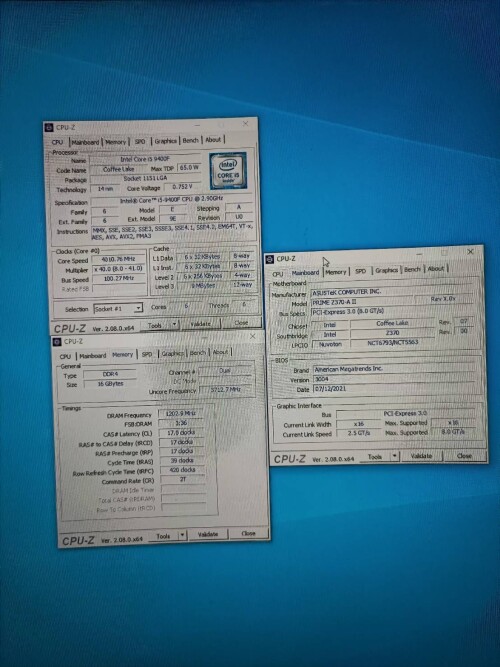 CPU-Z
CPU Mainboard Memory SPD Graphics Bench About
Processor
Name Intel Core i5 9400F
Code Name Coffee Lake Max TDP 65.0 W
Package Socket 1151 LGA
Technology 14 nm Core Voltage 0.752 V
intel
CORE i5
Specification Intel® Core™ i5-9400F CPU @ 2.90GHz
Family 6 Model E Stepping A
Ext. Family 6 Ext. Model 9E Revision U0
Instructions MMX, SSE, SSE2, SSE3, SSSE3, SSE4.1, SSE4.2, EM64T, VT-x,
AES, AVX, AVX2, FMA3
Clocks (Core #0)
Core Speed 4010.76 MHz
Multiplier x 40.0 (8.0 - 41.0)
Bus Speed 100.27 MHz
Rated FSB
Cache
L1 Data 6 x 32 KBytes 8-way
L1 Inst. 6 x 32 KBytes 8-way
Level 2 6 x 256 KBytes 4-way
Level 3 9 MBytes 12-way
Selection Socket #1 Cores 6 Threads 6
CPU-Z Ver. 2.08.0.x64 Tools Validate Close
CPU-Z
CPU Mainboard Memory SPD Graphics Bench About
General
Type DDR4 Channel # Dual
Size 16 GBytes DC Mode
Uncore Frequency 3712.7 MHz
Timings
DRAM Frequency 1202.9 MHz
FSB:DRAM 1:36
CAS# Latency (CL) 17.0 clocks
RAS# to CAS# Delay (tRCD) 17 clocks
RAS# Precharge (tRP) 17 clocks
Cycle Time (tRAS) 39 clocks
Row Refresh Cycle Time (tRFC) 420 clocks
Command Rate (CR) 2T
DRAM Idle Timer
Total CAS# (tRDRAM)
Row To Column (tRCD)
CPU-Z Ver. 2.08.0.x64 Tools Validate Close
CPU-Z
CPU Mainboard Memory SPD Graphics Bench About
Motherboard
Manufacturer ASUSTeK COMPUTER INC.
Model PRIME Z370-A II Rev X.0x
Bus Specs PCI-Express 3.0 (8.0 GT/s)
Chipset Intel Coffee Lake Rev. 07
Southbridge Intel Z370 Rev. 00
LPCIO Nuvoton NCT6793/NCT5563
BIOS
Brand American Megatrends Inc.
Version 3004
Date 07/12/2021
Graphic Interface
Bus PCI-Express 3.0
Current Link Width x16 Max. Supported x16
Current Link Speed 2.5 GT/s Max. Supported 8.0 GT/s
CPU-Z Ver. 2.08.0.x64 Tools Validate Close